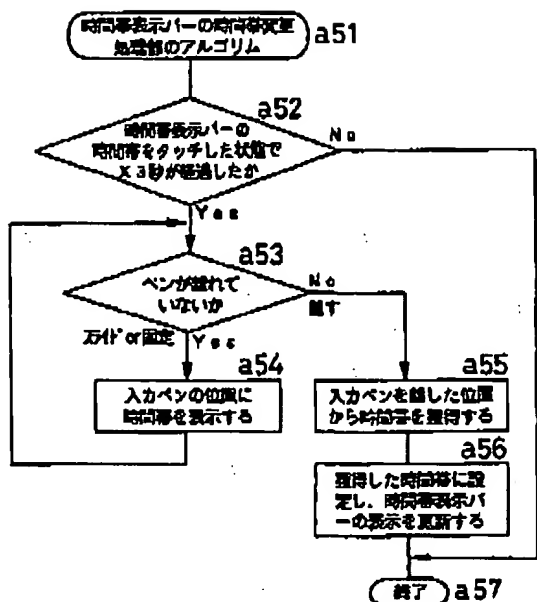 時間帯表示バーの時間帯変更
処理部のアルゴリム
a51
a52
時間帯表示バーの
時間帯をタッチした状態で
X3秒が経過したか
No
Yes
a53
ペンが離れて
いないか
No
離す
スライド or 固定
Yes
a54
入力ペンの位置に
時間帯を表示する
a55
入力ペンを離した位置
から時間帯を獲得する
a56
獲得した時間帯に設
定し、時間帯表示バ
ーの表示を更新する
終了
a57